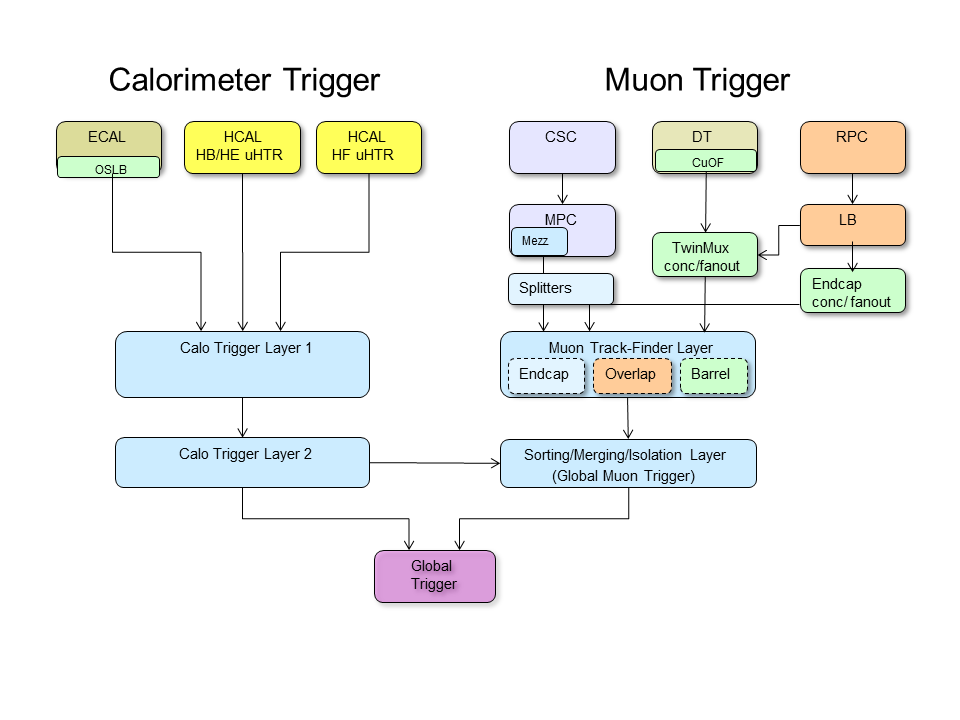 Calorimeter Trigger
Muon Trigger
ECAL
OSLB
HCAL
HB/HE uHTR
HCAL
HF uHTR
CSC
DT
CuOF
RPC
MPC
Mezz
LB
TwinMux
conc/fanout
Splitters
Endcap
conc/ fanout
Calo Trigger Layer 1
Muon Track-Finder Layer
Endcap
Overlap
Barrel
Calo Trigger Layer 2
Sorting/Merging/Isolation Layer
(Global Muon Trigger)
Global
Trigger